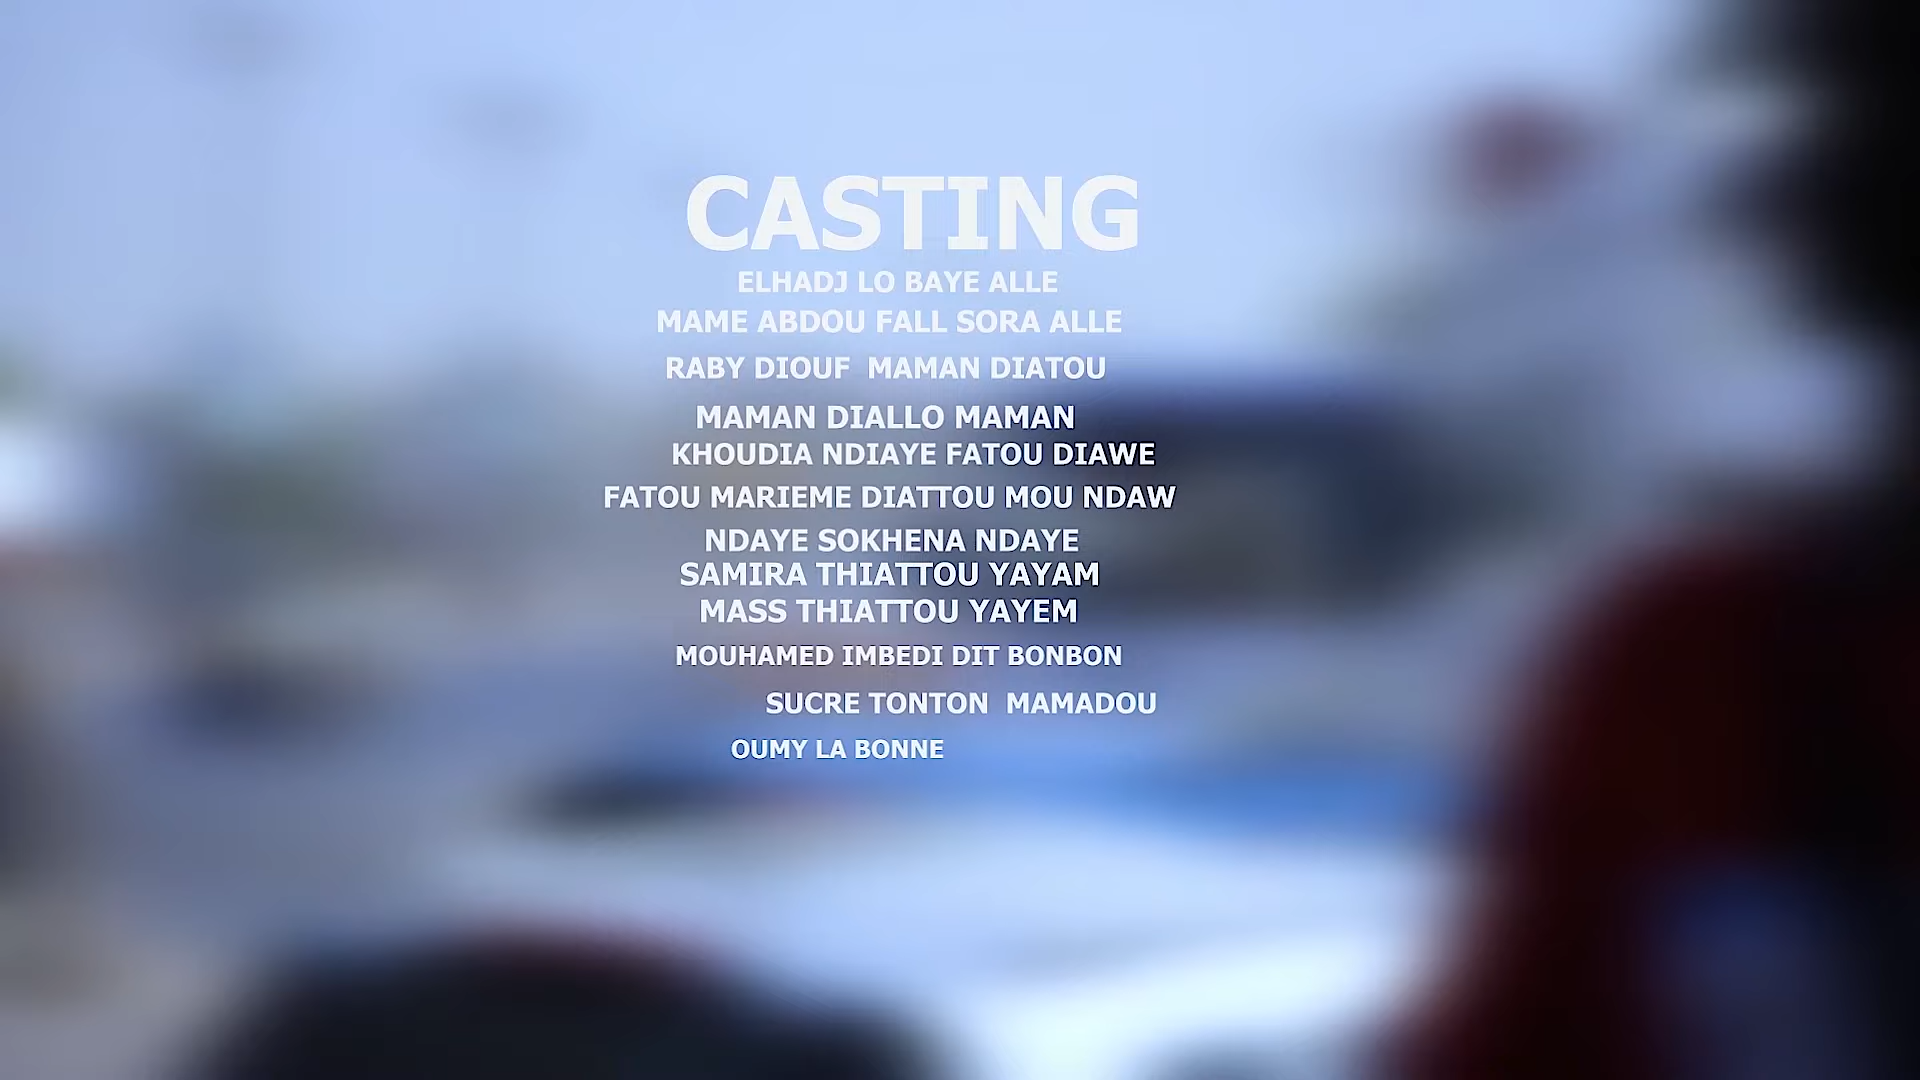 CASTING
ELHADJ LO BAYE ALLE
MAME ABDOU FALL SORA ALLE
RABY DIOUF MAMAN DIATOU
MAMAN DIALLO MAMAN
KHOUDIA NDIAYE FATOU DIAWE
FATOU MARIEME DIATTOU MOU NDAW
NDAYE SOKHENA NDAYE
SAMIRA THIATTOU YAYAM
MASS THIATTOU YAYEM
MOUHAMED IMBEDI DIT BONBON
SUCRE TONTON MAMADOU
OUMY LA BONNE